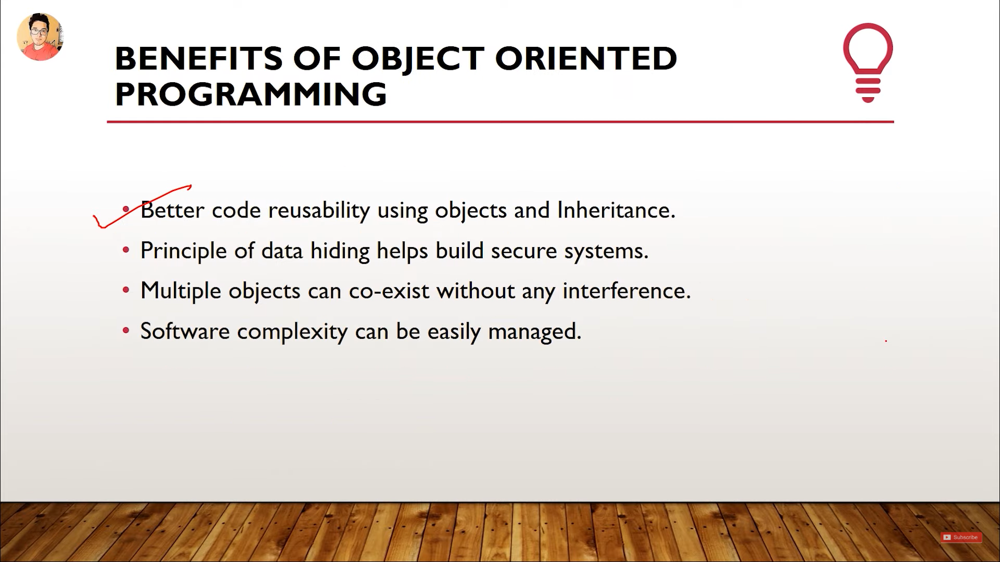 BENEFITS OF OBJECT ORIENTED
PROGRAMMING
• Better code reusability using objects and Inheritance.
• Principle of data hiding helps build secure systems.
• Multiple objects can co-exist without any interference.
• Software complexity can be easily managed.
Subscribe